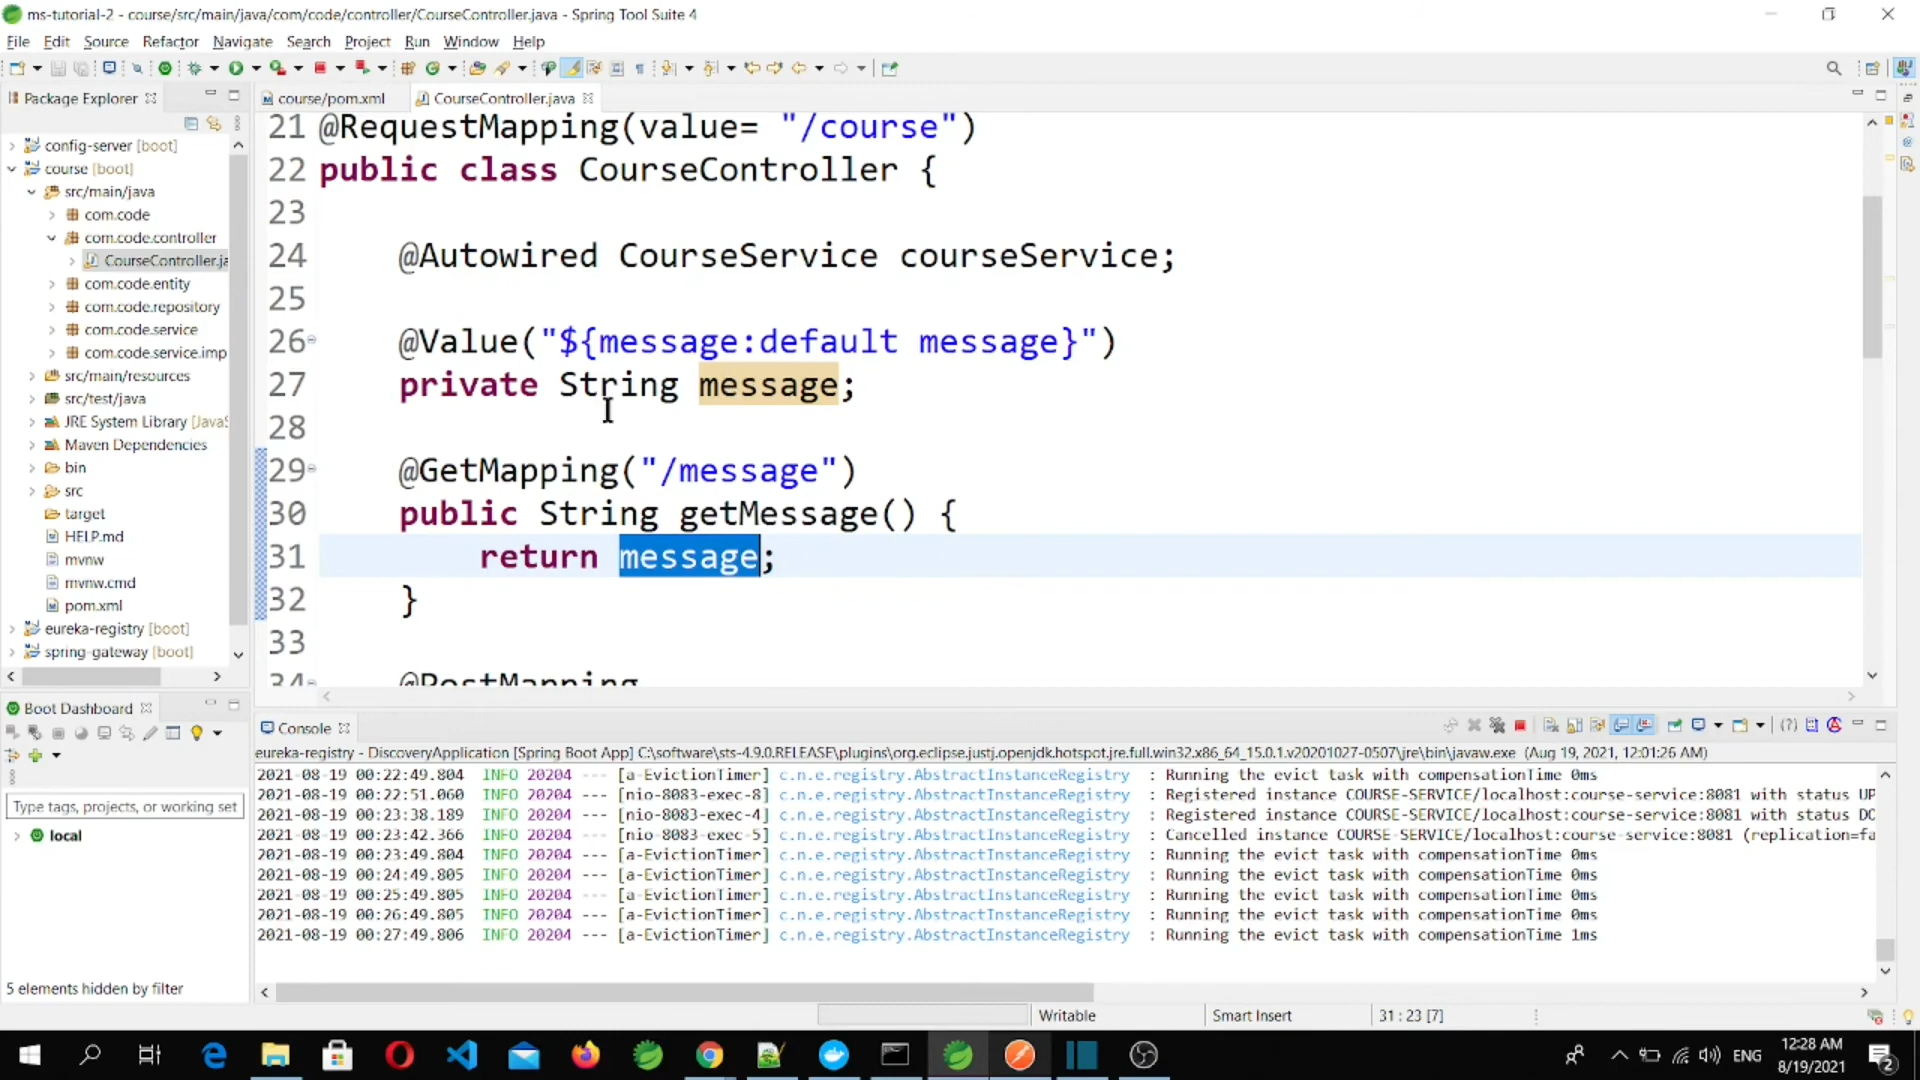 ms-tutorial-2 - course/src/main/java/com/code/controller/CourseController.java - Spring Tool Suite 4
File Edit Source Refactor Navigate Search Project Run Window Help
Package Explorer
config-server [boot]
course [boot]
src/main/java
com.code
com.code.controller
CourseController.ja
com.code.entity
com.code.repository
com.code.service
com.code.service.imp
src/main/resources
src/test/java
JRE System Library [JavaS
Maven Dependencies
bin
src
target
HELP.md
mvnw
mvnw.cmd
pom.xml
eureka-registry [boot]
spring-gateway [boot]
course/pom.xml CourseController.java
21 @RequestMapping(value= "/course")
22 public class CourseController {
23
24 @Autowired CourseService courseService;
25
26 @Value("${message:default message}")
27 private String message;
28
29 @GetMapping("/message")
30 public String getMessage() {
31 return message;
32 }
33
34 @PostMapping
Boot Dashboard
Type tags, projects, or working set
local
5 elements hidden by filter
Console
eureka-registry - DiscoveryApplication [Spring Boot App] C:\software\sts-4.9.0.RELEASE\plugins\org.eclipse.justj.openjdk.hotspot.jre.full.win32.x86_64_15.0.1.v20201027-0507\jre\bin\javaw.exe (Aug 19, 2021, 12:01:26 AM)
2021-08-19 00:22:49.804 INFO 20204 --- [a-EvictionTimer] c.n.e.registry.AbstractInstanceRegistry : Running the evict task with compensationTime 0ms
2021-08-19 00:22:51.060 INFO 20204 --- [nio-8083-exec-8] c.n.e.registry.AbstractInstanceRegistry : Registered instance COURSE-SERVICE/localhost:course-service:8081 with status UP
2021-08-19 00:23:38.189 INFO 20204 --- [nio-8083-exec-4] c.n.e.registry.AbstractInstanceRegistry : Registered instance COURSE-SERVICE/localhost:course-service:8081 with status DO
2021-08-19 00:23:42.366 INFO 20204 --- [nio-8083-exec-5] c.n.e.registry.AbstractInstanceRegistry : Cancelled instance COURSE-SERVICE/localhost:course-service:8081 (replication=fa
2021-08-19 00:23:49.804 INFO 20204 --- [a-EvictionTimer] c.n.e.registry.AbstractInstanceRegistry : Running the evict task with compensationTime 0ms
2021-08-19 00:24:49.805 INFO 20204 --- [a-EvictionTimer] c.n.e.registry.AbstractInstanceRegistry : Running the evict task with compensationTime 0ms
2021-08-19 00:25:49.805 INFO 20204 --- [a-EvictionTimer] c.n.e.registry.AbstractInstanceRegistry : Running the evict task with compensationTime 0ms
2021-08-19 00:26:49.805 INFO 20204 --- [a-EvictionTimer] c.n.e.registry.AbstractInstanceRegistry : Running the evict task with compensationTime 0ms
2021-08-19 00:27:49.806 INFO 20204 --- [a-EvictionTimer] c.n.e.registry.AbstractInstanceRegistry : Running the evict task with compensationTime 1ms
Writable Smart Insert 31 : 23 [7]
ENG
12:28 AM
8/19/2021
2